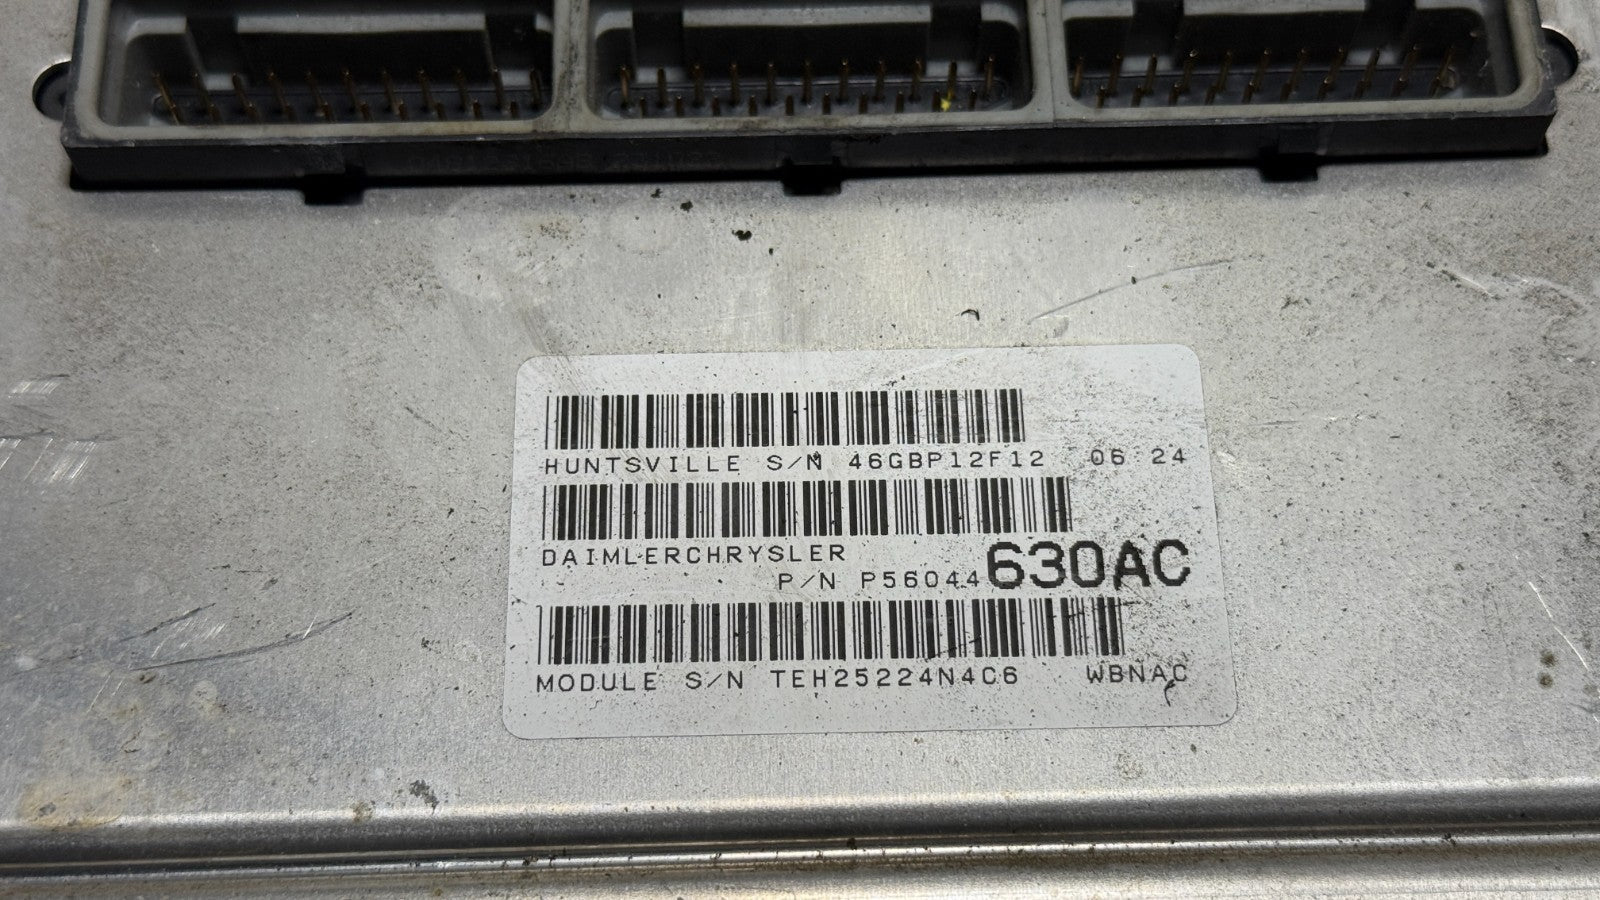 HUNTSVILLE S/N 46GBP12F12 06 24
DAIMLERCHRYSLER
P/N P56044630AC
MODULE S/N TEH25224N4C6 WBNAC